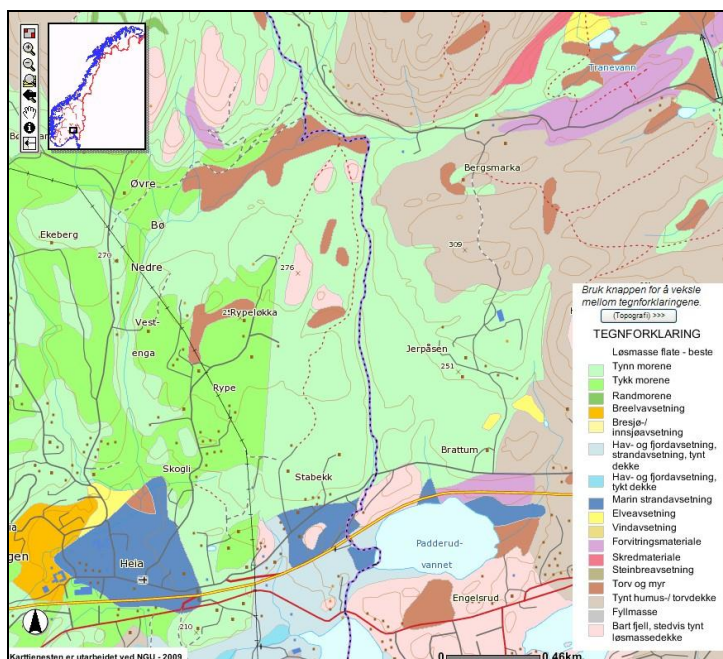 Tranevann
Bergsmarka
Øvre
Bø
Ekeberg
270
Nedre
309
276
Vest-
enga
Rypeløkka
Jerpåsen
251
Rype
Brattum
Skogli
Stabekk
Padderud-
vannet
gen
Heia
Engelsrud
210
Bruk knappen for å veksle
mellom tegnforklaringene.
(Topografi) >>>
TEGNFORKLARING
Løsmasse flate - beste
Tynn morene
Tykk morene
Randmorene
Breelvavsetning
Bresjø-/
innsjøavsetning
Hav- og fjordavsetning,
strandavsetning, tynt
dekke
Hav- og fjordavsetning,
tykt dekke
Marin strandavsetning
Elveavsetning
Vindavsetning
Forvitringsmateriale
Skredmateriale
Steinbreavsetning
Torv og myr
Tynt humus-/ torvdekke
Fyllmasse
Bart fjell, stedvis tynt
løsmassedekke
Karttjenesten er utarbeidet ved NGU - 2009
0 0.46km